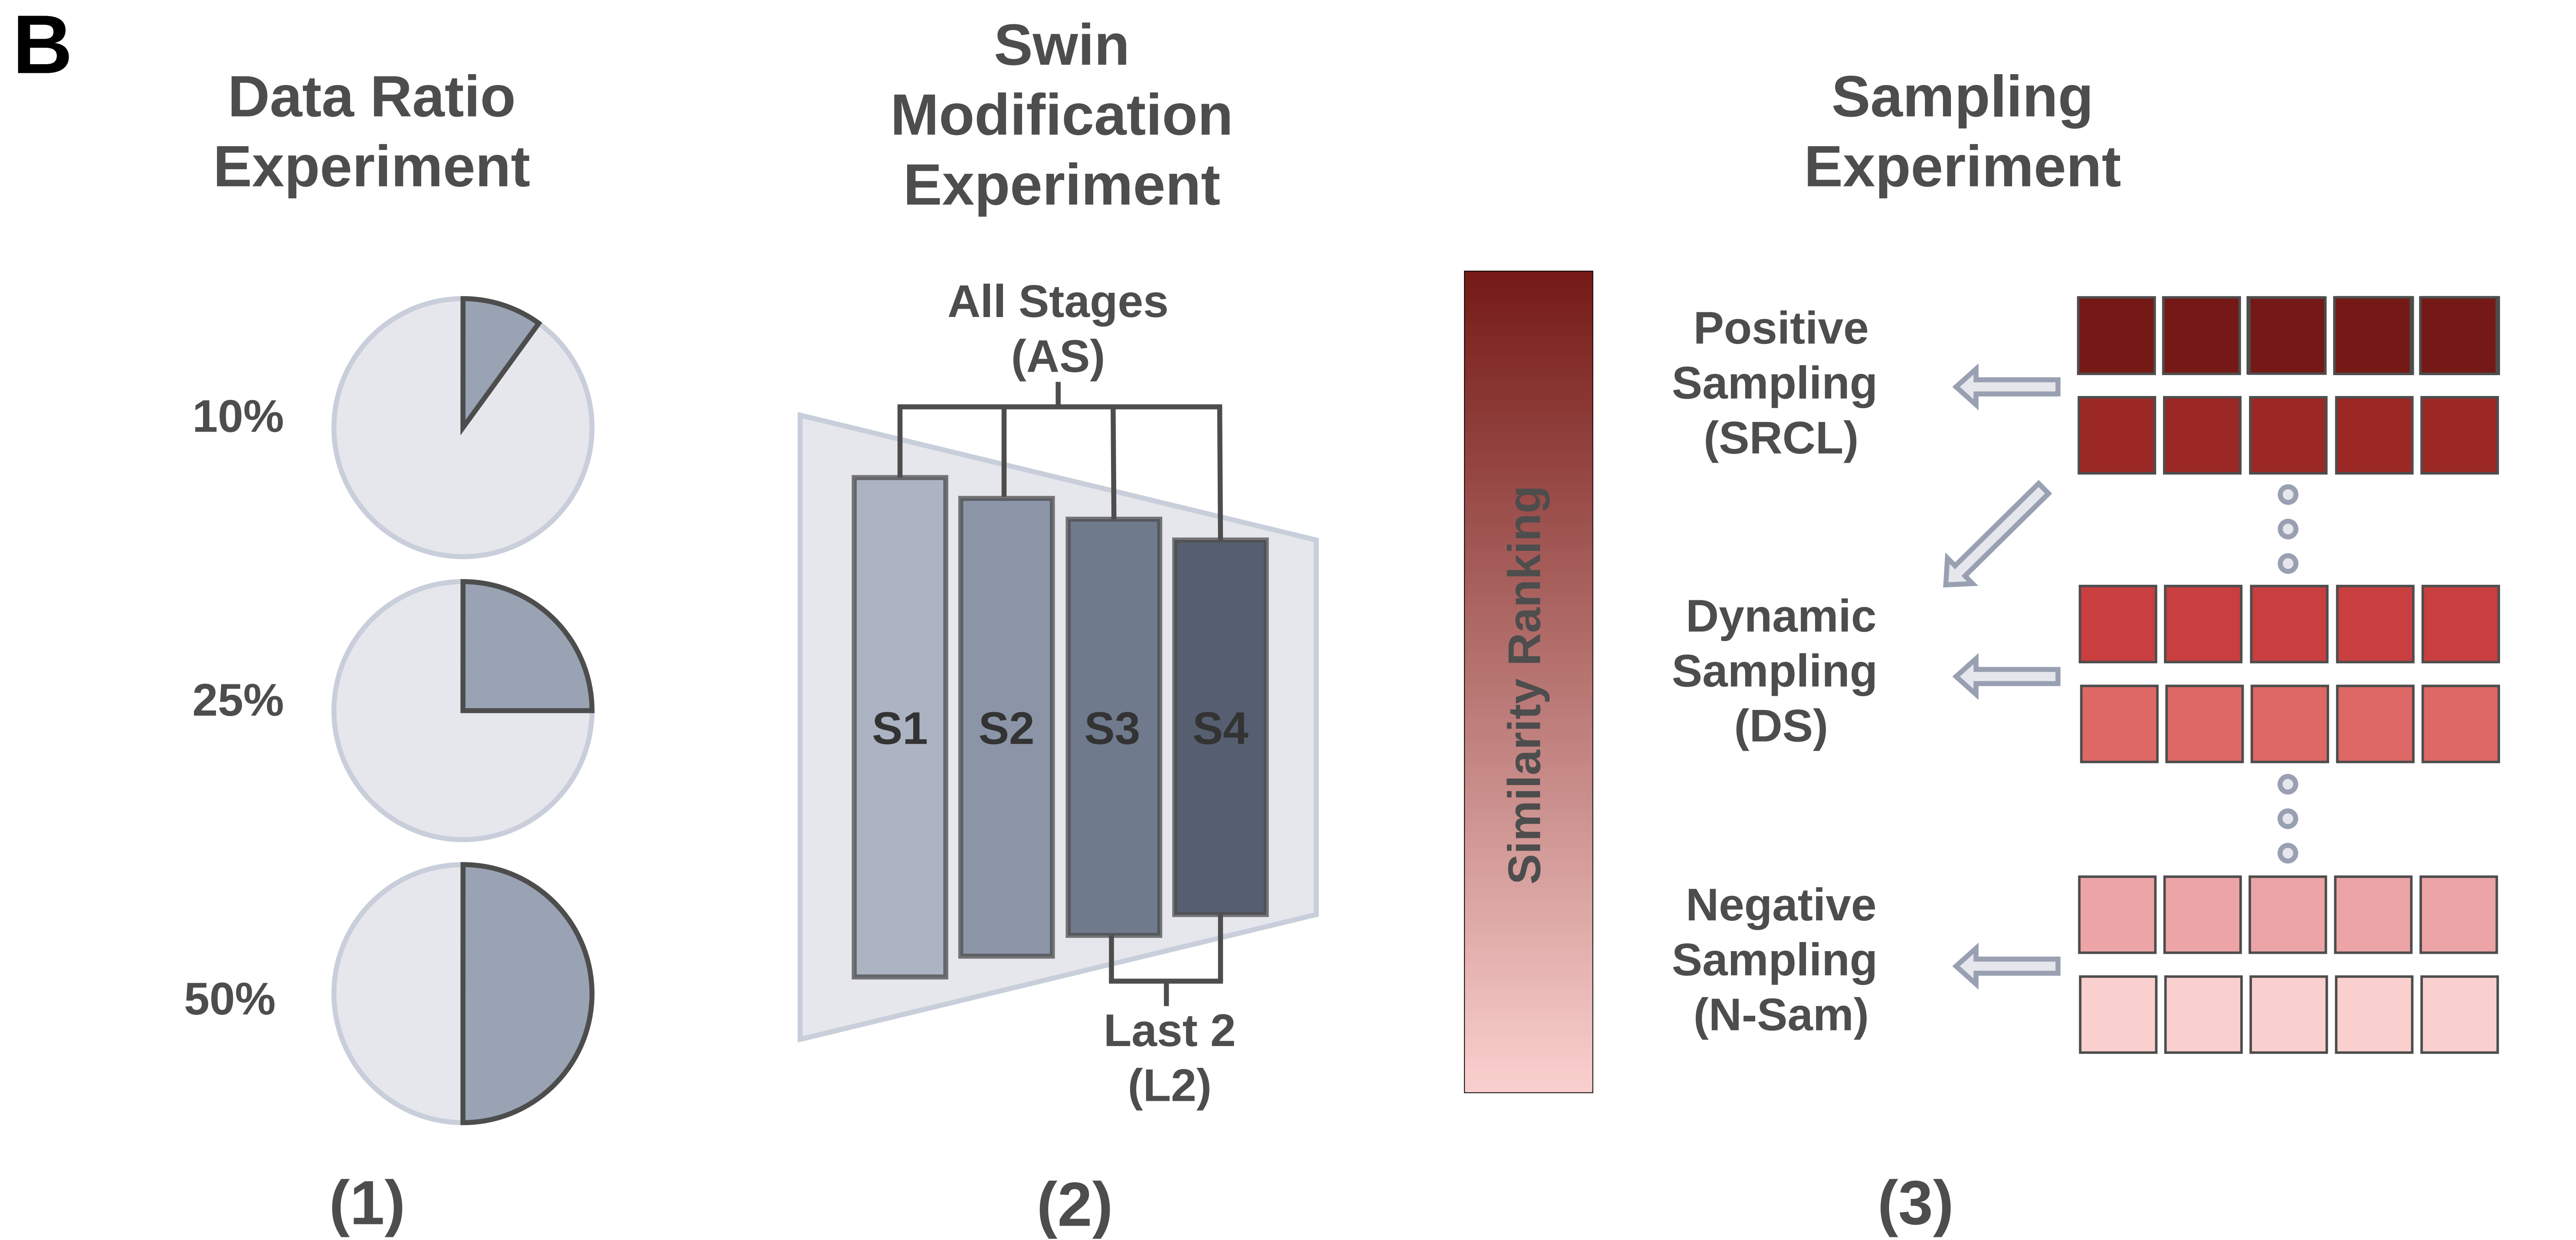 B
Data Ratio
Experiment
10%
25%
50%
(1)
Swin
Modification
Experiment
All Stages
(AS)
S1
S2
S3
S4
Last 2
(L2)
(2)
Sampling
Experiment
Similarity Ranking
Positive
Sampling
(SRCL)
Dynamic
Sampling
(DS)
Negative
Sampling
(N-Sam)
(3)